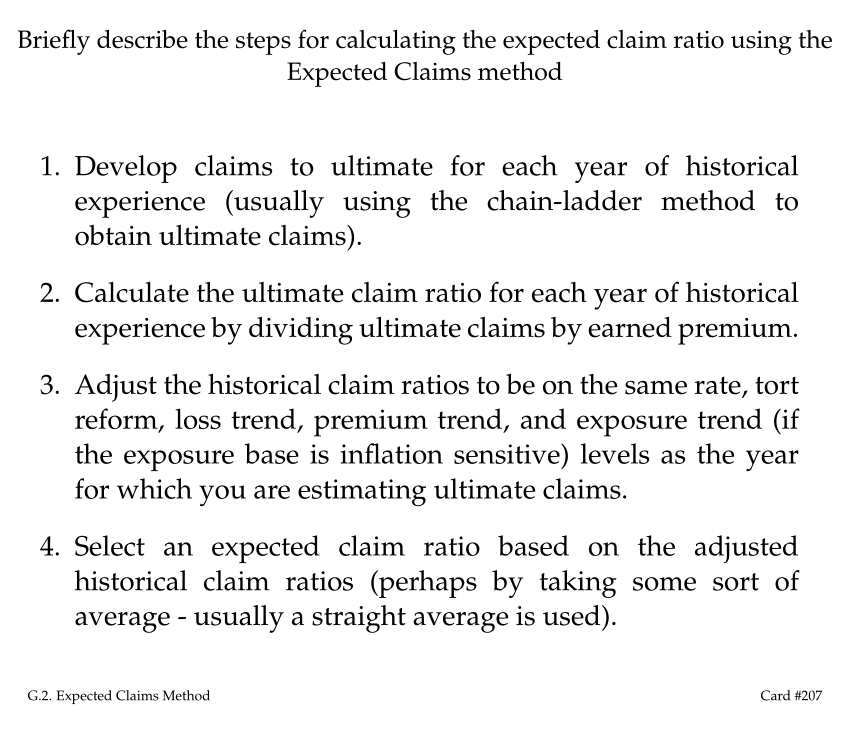 Briefly describe the steps for calculating the expected claim ratio using the
Expected Claims method
1. Develop claims to ultimate for each year of historical
experience (usually using the chain-ladder method to
obtain ultimate claims).
2. Calculate the ultimate claim ratio for each year of historical
experience by dividing ultimate claims by earned premium.
3. Adjust the historical claim ratios to be on the same rate, tort
reform, loss trend, premium trend, and exposure trend (if
the exposure base is inflation sensitive) levels as the year
for which you are estimating ultimate claims.
4. Select an expected claim ratio based on the adjusted
historical claim ratios (perhaps by taking some sort of
average - usually a straight average is used).
G.2. Expected Claims Method
Card #207